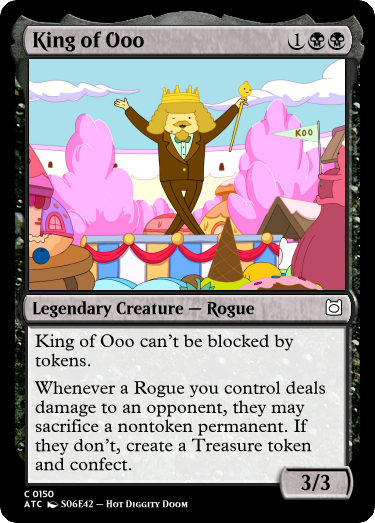 King of Ooo
1
KOO
Legendary Creature — Rogue
King of Ooo can't be blocked by
tokens.
Whenever a Rogue you control deals
damage to an opponent, they may
sacrifice a nontoken permanent. If
they don't, create a Treasure token
and confect.
3/3
C 0150
ATC S06E42 – Hot Diggity Doom